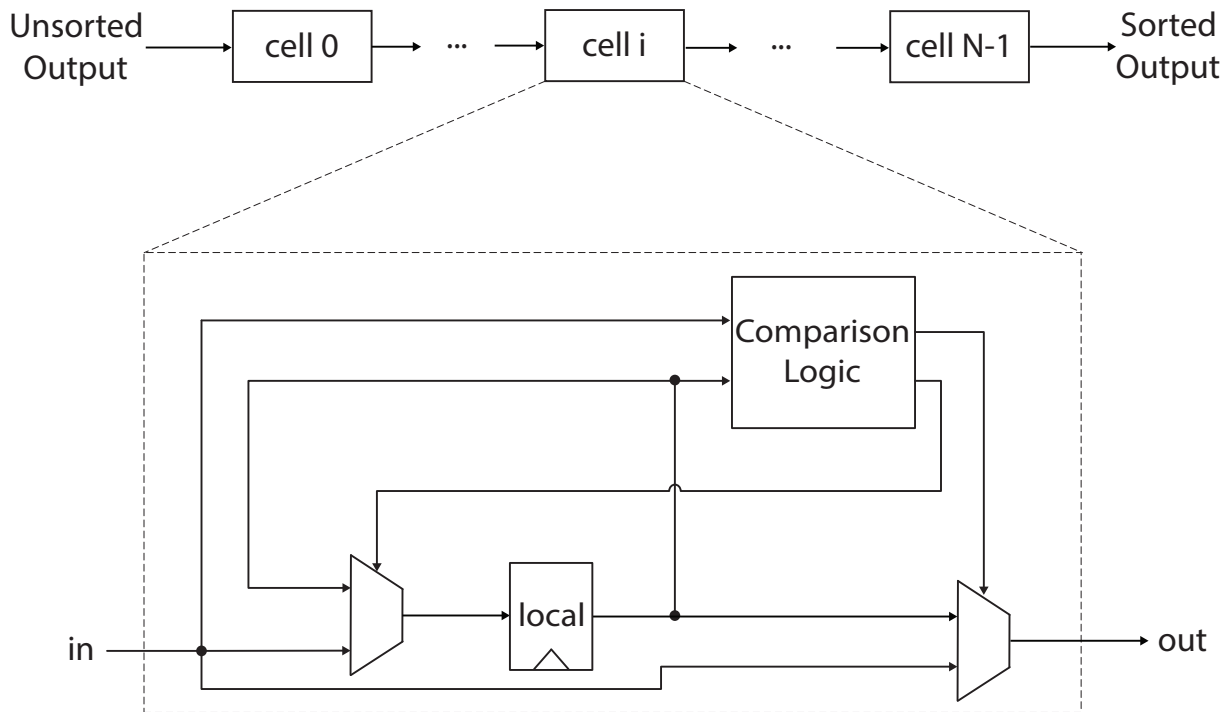 Unsorted
Output
cell 0
...
cell i
...
cell N-1
Sorted
Output
Comparison
Logic
local
in
out